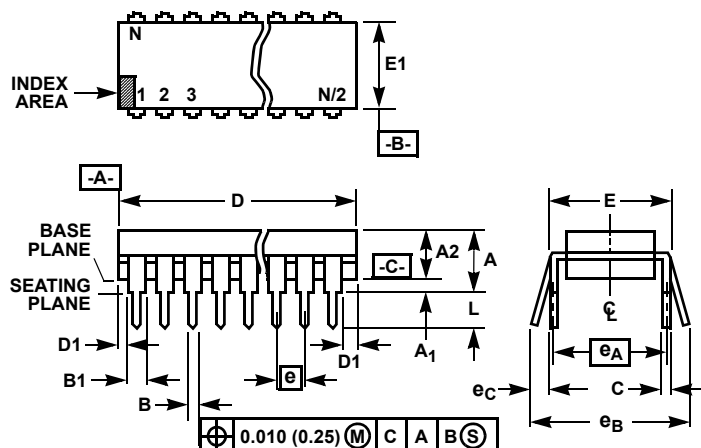 N
E1
INDEX
AREA
1 2 3 N/2
-B-
-A-
D
E
BASE
PLANE
A2
A
-C-
SEATING
PLANE
L
CL
D1
A1
D1
eA
B1
e
eC
C
B
eB
0.010 (0.25) M C A B S